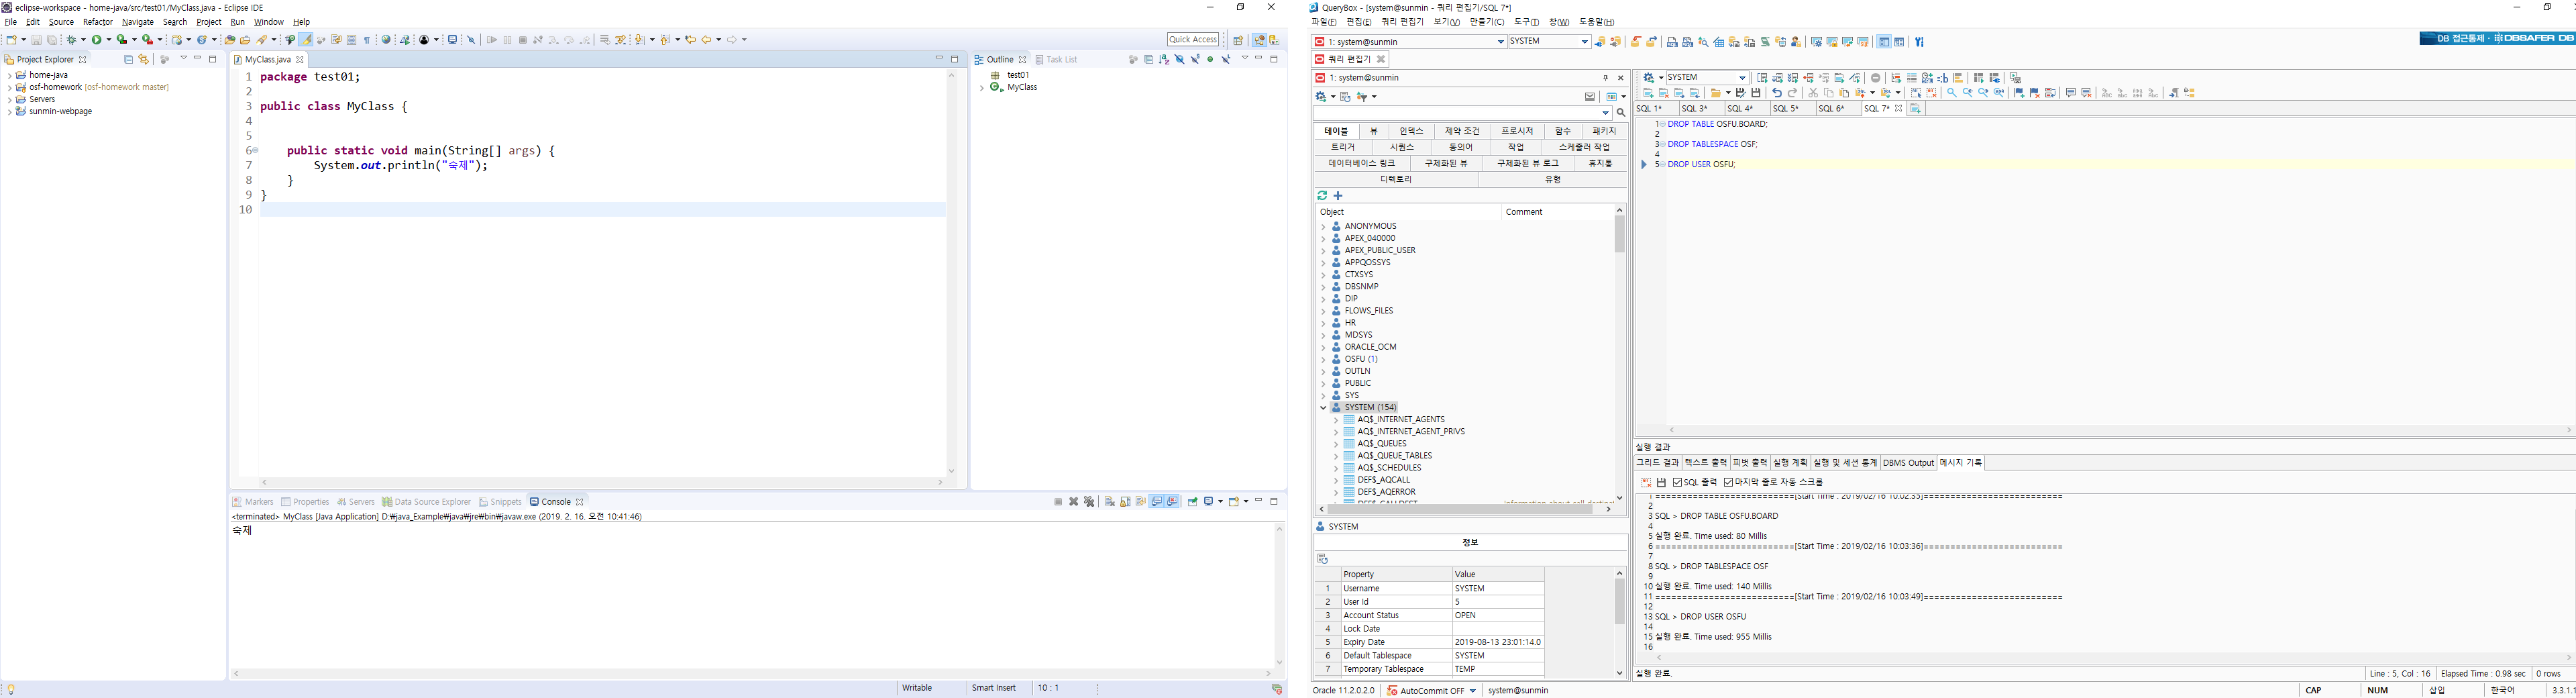 eclipse-workspace - home-java/src/test01/MyClass.java - Eclipse IDE
File Edit Source Refactor Navigate Search Project Run Window Help
Quick Access
Project Explorer
home-java
osf-homework [osf-homework master]
Servers
sunmin-webpage
MyClass.java
1 package test01;
2
3 public class MyClass {
4
5
6 public static void main(String[] args) {
7 System.out.println("숙제");
8 }
9 }
10
Outline Task List
test01
MyClass
Markers Properties Servers Data Source Explorer Snippets Console
<terminated> MyClass [Java Application] D:₩java_Example₩java₩jre₩bin₩javaw.exe (2019. 2. 16. 오전 10:41:46)
숙제
Writable Smart Insert 10 : 1
QueryBox - [system@sunmin - 쿼리 편집기/SQL 7*]
파일(F) 편집(E) 쿼리 편집기 보기(V) 만들기(C) 도구(T) 창(W) 도움말(H)
1: system@sunmin SYSTEM
DB 접근통제 - DBSAFER DB
쿼리 편집기
1: system@sunmin
테이블 뷰 인덱스 제약 조건 프로시저 함수 패키지
트리거 시퀀스 동의어 작업 스케줄러 작업
데이터베이스 링크 구체화된 뷰 구체화된 뷰 로그 휴지통
디렉토리 유형
Object Comment
ANONYMOUS
APEX_040000
APEX_PUBLIC_USER
APPQOSSYS
CTXSYS
DBSNMP
DIP
FLOWS_FILES
HR
MDSYS
ORACLE_OCM
OSFU (1)
OUTLN
PUBLIC
SYS
SYSTEM (154)
AQ$_INTERNET_AGENTS
AQ$_INTERNET_AGENT_PRIVS
AQ$_QUEUES
AQ$_QUEUE_TABLES
AQ$_SCHEDULES
DEF$_AQCALL
DEF$_AQERROR
SYSTEM
정보
Property Value
1 Username SYSTEM
2 User Id 5
3 Account Status OPEN
4 Lock Date
5 Expiry Date 2019-08-13 23:01:14.0
6 Default Tablespace SYSTEM
7 Temporary Tablespace TEMP
SYSTEM
SQL 1* SQL 3* SQL 4* SQL 5* SQL 6* SQL 7*
1 DROP TABLE OSFU.BOARD;
2
3 DROP TABLESPACE OSF;
4
5 DROP USER OSFU;
실행 결과
그리드 결과 텍스트 출력 피벗 출력 실행 계획 실행 및 세션 통계 DBMS Output 메시지 기록
SQL 출력 마지막 줄로 자동 스크롤
1 ==========================[Start Time : 2019/02/16 10:02:35]==========================
2
3 SQL > DROP TABLE OSFU.BOARD
4
5 실행 완료. Time used: 80 Millis
6 ==========================[Start Time : 2019/02/16 10:03:36]==========================
7
8 SQL > DROP TABLESPACE OSF
9
10 실행 완료. Time used: 140 Millis
11 ==========================[Start Time : 2019/02/16 10:03:49]==========================
12
13 SQL > DROP USER OSFU
14
15 실행 완료. Time used: 955 Millis
16
실행 완료. Line : 5, Col : 16 Elapsed Time : 0.98 sec 0 rows
Oracle 11.2.0.2.0 AutoCommit OFF system@sunmin CAP NUM 삽입 한국어